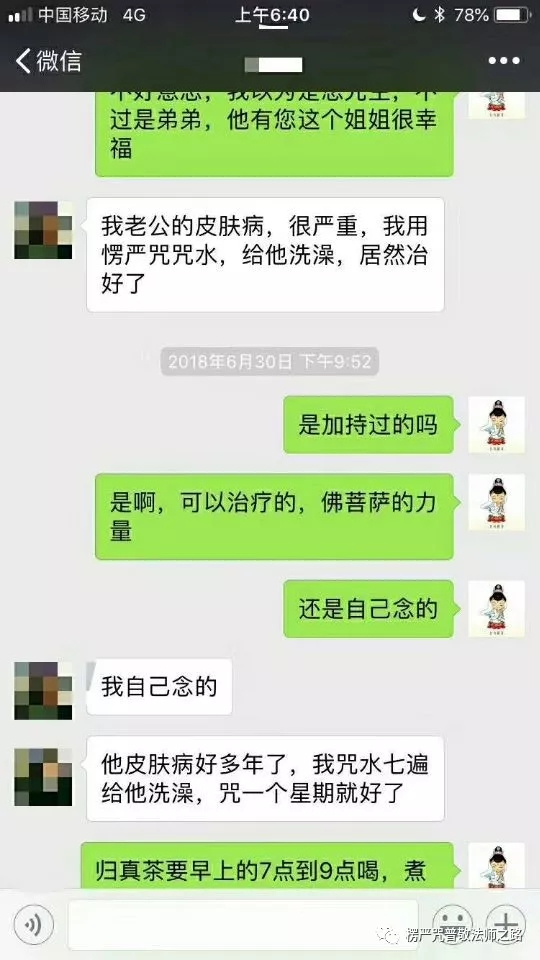 中国移动 4G 上午6:40 78%
微信
不好意思，我以为是您先生，不
过是弟弟，他有您这个姐姐很幸
福
我老公的皮肤病，很严重，我用
愣严咒咒水，给他洗澡，居然冶
好了
2018年6月30日 下午9:52
是加持过的吗
是啊，可以治疗的，佛菩萨的力
量
还是自己念的
我自己念的
他皮肤病好多年了，我咒水七遍
给他洗澡，咒一个星期就好了
归真茶要早上的7点到9点喝，煮
楞严咒普敬法师之路